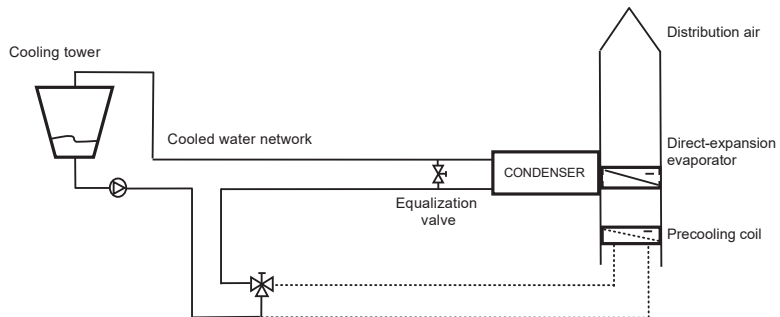 Distribution air
Cooling tower
Cooled water network
Direct-expansion
evaporator
CONDENSER
Equalization
valve
Precooling coil